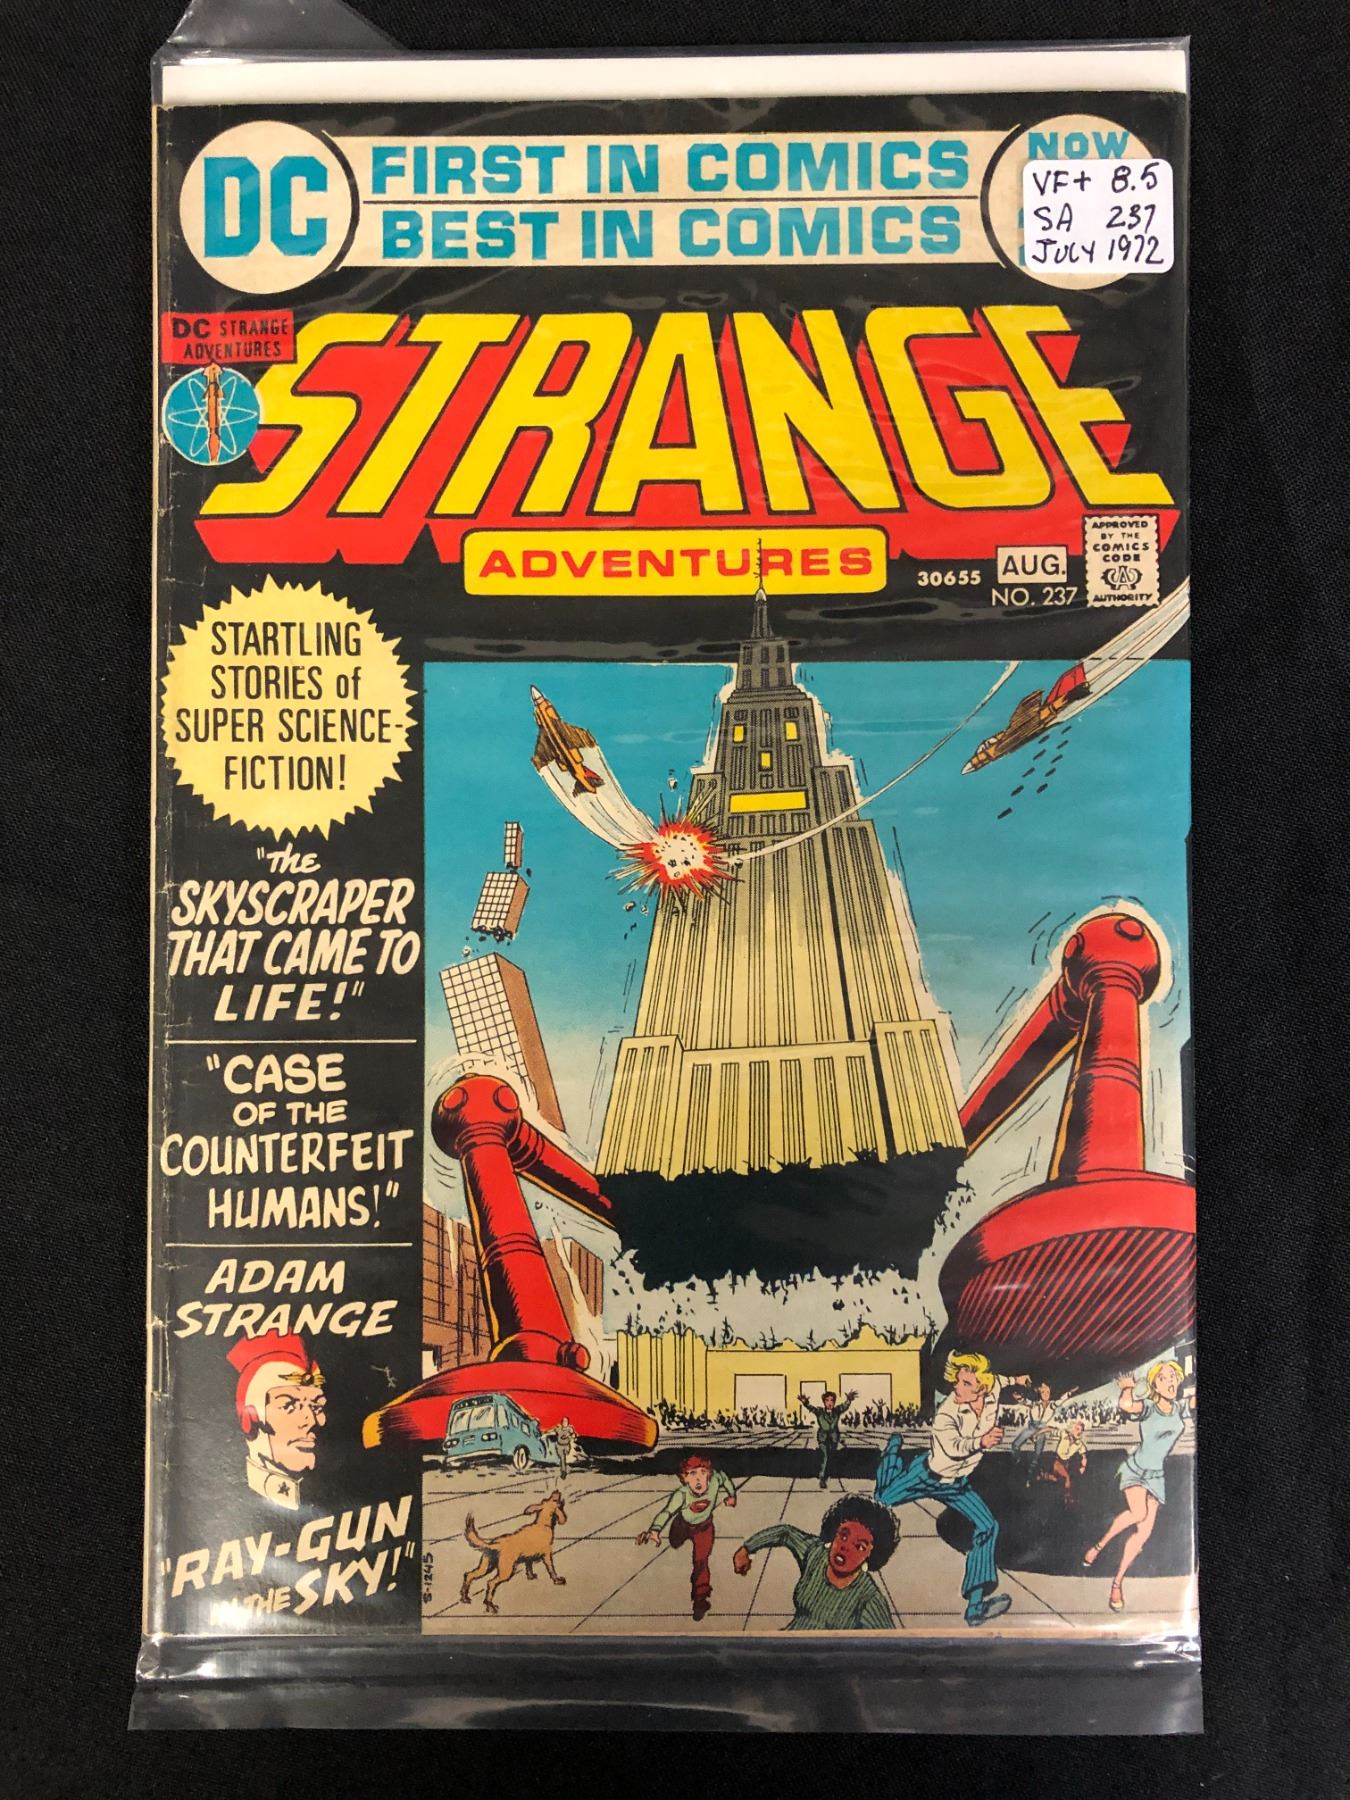 DC
FIRST IN COMICS
BEST IN COMICS
NOW
VF+ 8.5
SA 237
JULY 1972
DC STRANGE
ADVENTURES
STRANGE
ADVENTURES
30655
AUG.
NO. 237
APPROVED
BY THE
COMICS
CODE
CA
AUTHORITY
STARTLING
STORIES of
SUPER SCIENCE-
FICTION!
"The
SKYSCRAPER
THAT CAME TO
LIFE!"
"CASE
OF THE
COUNTERFEIT
HUMANS!"
ADAM
STRANGE
"RAY-GUN
IN THE SKY!"
S-1245